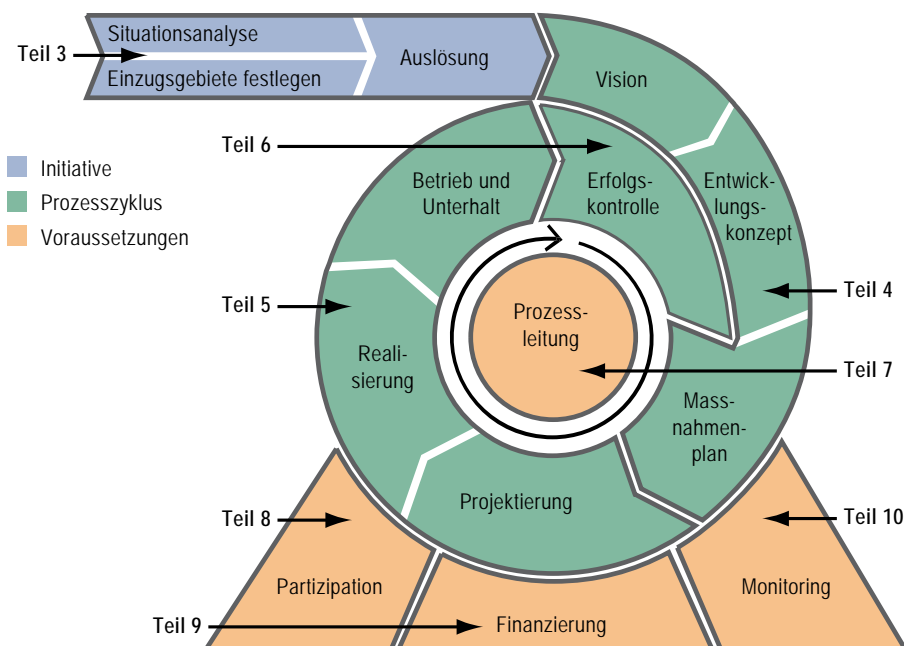 Situationsanalyse
Teil 3
Einzugsgebiete festlegen
Auslösung
Vision
Teil 6
Initiative
Prozesszyklus
Voraussetzungen
Betrieb und
Unterhalt
Erfolgs-
kontrolle
Entwick-
lungs-
konzept
Teil 4
Teil 5
Prozess-
leitung
Reali-
sierung
Teil 7
Mass-
nahmen-
plan
Projektierung
Teil 8
Teil 10
Partizipation
Monitoring
Teil 9
Finanzierung